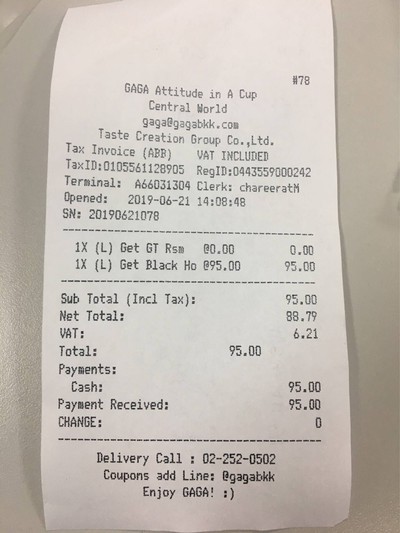 #78
GAGA Attitude in A Cup
Central World
gaga@gagabkk.com
Taste Creation Group Co.,Ltd.
Tax Invoice (ABB) VAT INCLUDED
TaxID:0105561128905 RegID:0443559000242
Terminal: A66031304 Clerk: chareeratN
Opened: 2019-06-21 14:08:48
SN: 20190621078
1X (L) Get GT Rsm @0.00 0.00
1X (L) Get Black Ho @95.00 95.00
Sub Total (Incl Tax): 95.00
Net Total: 88.79
VAT: 6.21
Total: 95.00
Payments:
Cash: 95.00
Payment Received: 95.00
CHANGE: 0
Delivery Call : 02-252-0502
Coupons add Line: @gagabkk
Enjoy GAGA! :)